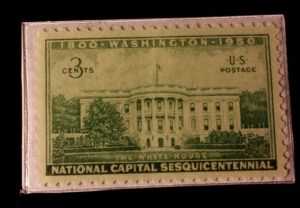 1800-WASHINGTON-1950
3 CENTS
U·S
POSTAGE
THE WHITE HOUSE
NATIONAL CAPITAL SESQUICENTENNIAL